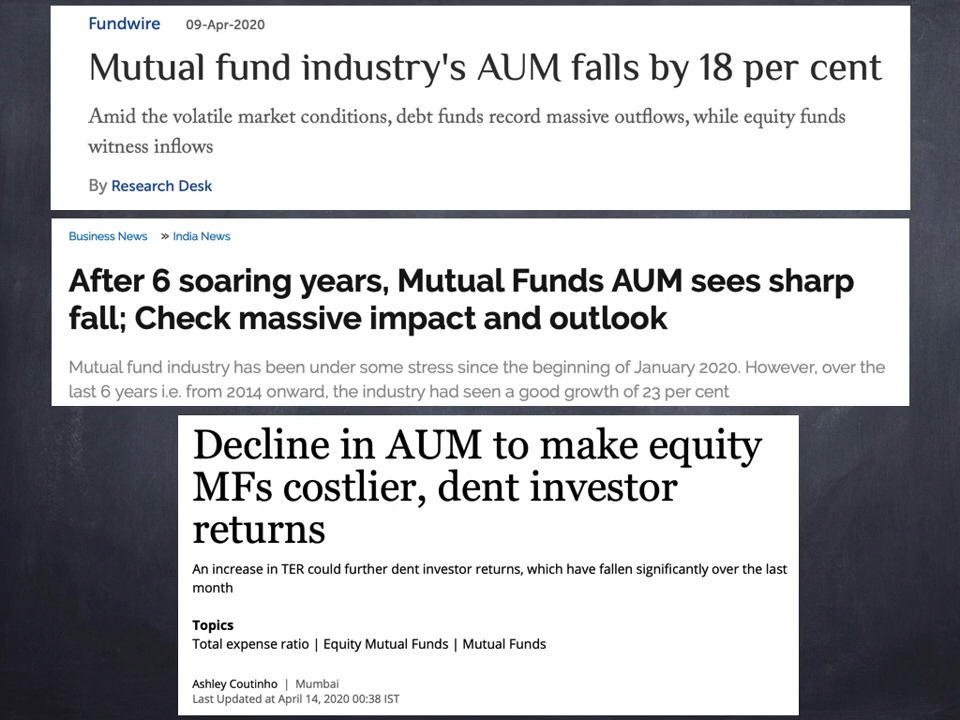 Fundwire 09-Apr-2020
Mutual fund industry's AUM falls by 18 per cent
Amid the volatile market conditions, debt funds record massive outflows, while equity funds
witness inflows
By Research Desk
Business News » India News
After 6 soaring years, Mutual Funds AUM sees sharp
fall; Check massive impact and outlook
Mutual fund industry has been under some stress since the beginning of January 2020. However, over the
last 6 years i.e. from 2014 onward, the industry had seen a good growth of 23 per cent
Decline in AUM to make equity
MFs costlier, dent investor
returns
An increase in TER could further dent investor returns, which have fallen significantly over the last
month
Topics
Total expense ratio | Equity Mutual Funds | Mutual Funds
Ashley Coutinho | Mumbai
Last Updated at April 14, 2020 00:38 IST